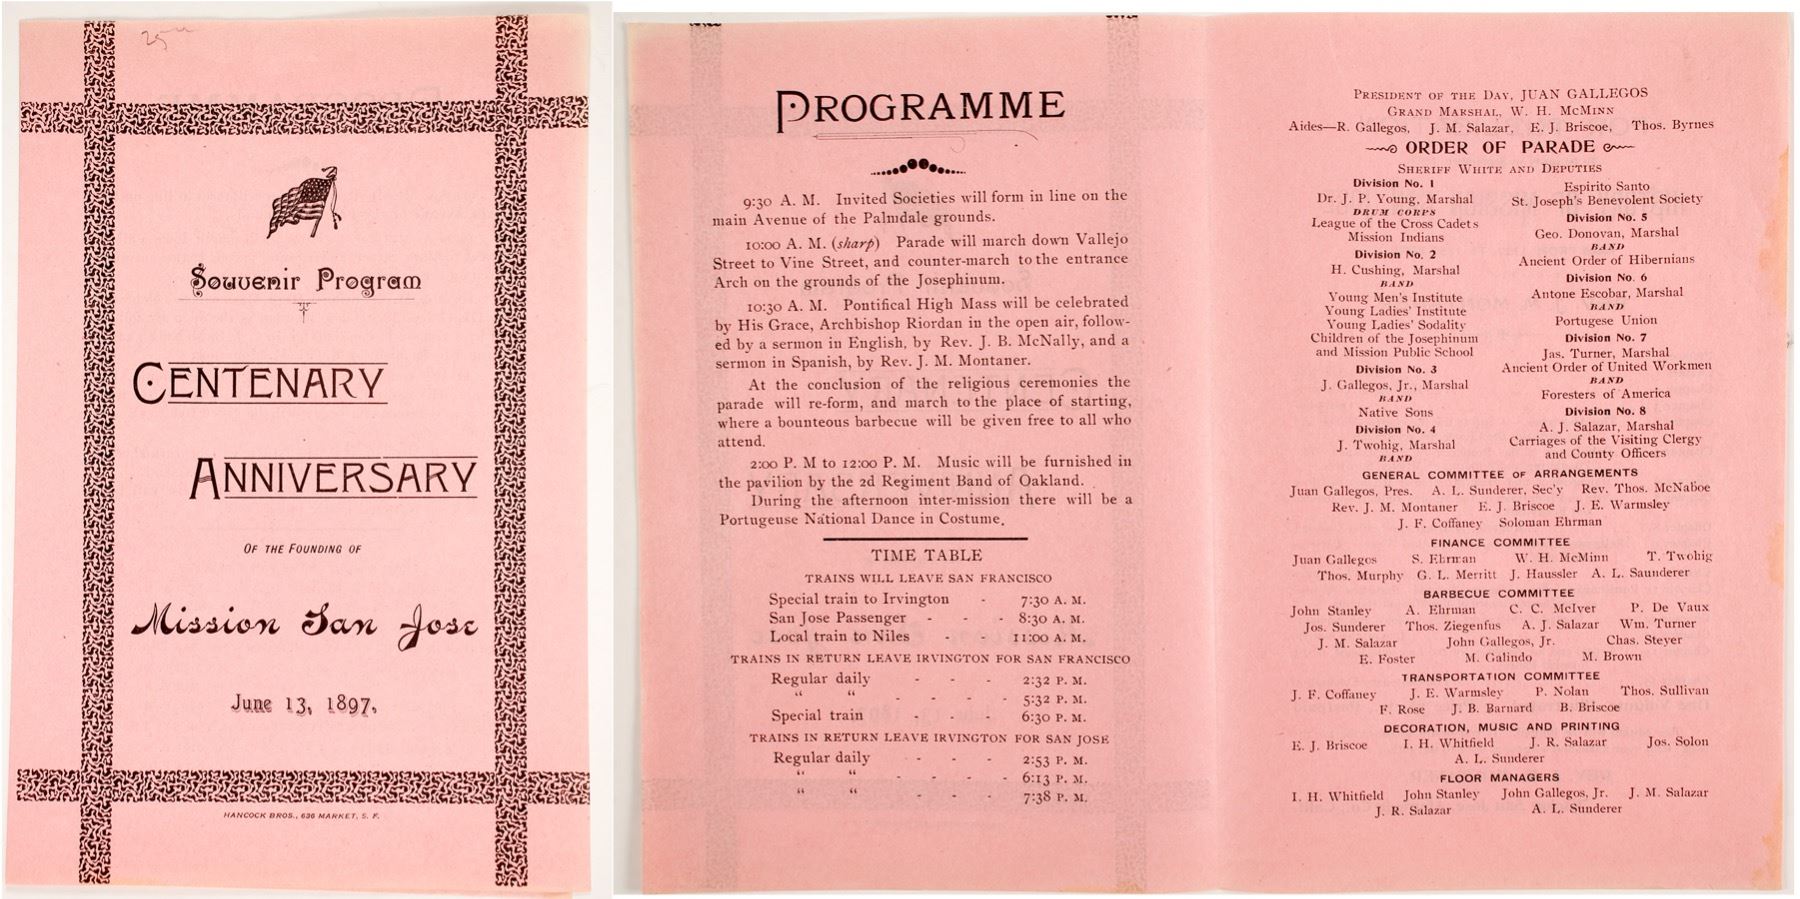 Souvenir Program
CENTENARY
ANNIVERSARY
OF THE FOUNDING OF
Mission San Jose
June 13, 1897,
HANCOCK BROS., 636 MARKET, S. F.
PROGRAMME
9:30 A. M. Invited Societies will form in line on the
main Avenue of the Palmdale grounds.
10:00 A. M. (sharp) Parade will march down Vallejo
Street to Vine Street, and counter-march to the entrance
Arch on the grounds of the Josephinum.
10:30 A. M. Pontifical High Mass will be celebrated
by His Grace, Archbishop Riordan in the open air, follow-
ed by a sermon in English, by Rev. J. B. McNally, and a
sermon in Spanish, by Rev. J. M. Montaner.
At the conclusion of the religious ceremonies the
parade will re-form, and march to the place of starting,
where a bounteous barbecue will be given free to all who
attend.
2:00 P. M to 12:00 P. M. Music will be furnished in
the pavilion by the 2d Regiment Band of Oakland.
During the afternoon inter-mission there will be a
Portugeuse National Dance in Costume.
TIME TABLE
TRAINS WILL LEAVE SAN FRANCISCO
Special train to Irvington - 7:30 A. M.
San Jose Passenger - - - 8:30 A. M.
Local train to Niles - - 11:00 A. M.
TRAINS IN RETURN LEAVE IRVINGTON FOR SAN FRANCISCO
Regular daily - - - 2:32 P. M.
" " - - - - 5:32 P. M.
Special train - - - 6:30 P. M.
TRAINS IN RETURN LEAVE IRVINGTON FOR SAN JOSE
Regular daily - - - 2:53 P. M.
" " - - - - 6:13 P. M.
" " - - - 7:38 P. M.
PRESIDENT OF THE DAY, JUAN GALLEGOS
GRAND MARSHAL, W. H. McMINN
Aides—R. Gallegos, J. M. Salazar, E. J. Briscoe, Thos. Byrnes
ORDER OF PARADE
SHERIFF WHITE AND DEPUTIES
Division No. 1
Dr. J. P. Young, Marshal
DRUM CORPS
League of the Cross Cadets
Mission Indians
Division No. 2
H. Cushing, Marshal
BAND
Young Men's Institute
Young Ladies' Institute
Young Ladies' Sodality
Children of the Josephinum
and Mission Public School
Division No. 3
J. Gallegos, Jr., Marshal
BAND
Native Sons
Division No. 4
J. Twohig, Marshal
BAND
Espirito Santo
St. Joseph's Benevolent Society
Division No. 5
Geo. Donovan, Marshal
BAND
Ancient Order of Hibernians
Division No. 6
Antone Escobar, Marshal
BAND
Portugese Union
Division No. 7
Jas. Turner, Marshal
Ancient Order of United Workmen
BAND
Foresters of America
Division No. 8
A. J. Salazar, Marshal
Carriages of the Visiting Clergy
and County Officers
GENERAL COMMITTEE OF ARRANGEMENTS
Juan Gallegos, Pres. A. L. Sunderer, Sec'y Rev. Thos. McNaboe
Rev. J. M. Montaner E. J. Briscoe J. E. Warmsley
J. F. Coffaney Soloman Ehrman
FINANCE COMMITTEE
Juan Gallegos S. Ehrman W. H. McMinn T. Twohig
Thos. Murphy G. L. Merritt J. Haussler A. L. Saunderer
BARBECUE COMMITTEE
John Stanley A. Ehrman C. C. McIver P. De Vaux
Jos. Sunderer Thos. Ziegenfus A. J. Salazar Wm. Turner
J. M. Salazar John Gallegos, Jr. Chas. Steyer
E. Foster M. Galindo M. Brown
TRANSPORTATION COMMITTEE
J. F. Coffaney J. E. Warmsley P. Nolan Thos. Sullivan
F. Rose J. B. Barnard B. Briscoe
DECORATION, MUSIC AND PRINTING
E. J. Briscoe I. H. Whitfield J. R. Salazar Jos. Solon
A. L. Sunderer
FLOOR MANAGERS
I. H. Whitfield John Stanley John Gallegos, Jr. J. M. Salazar
J. R. Salazar A. L. Sunderer